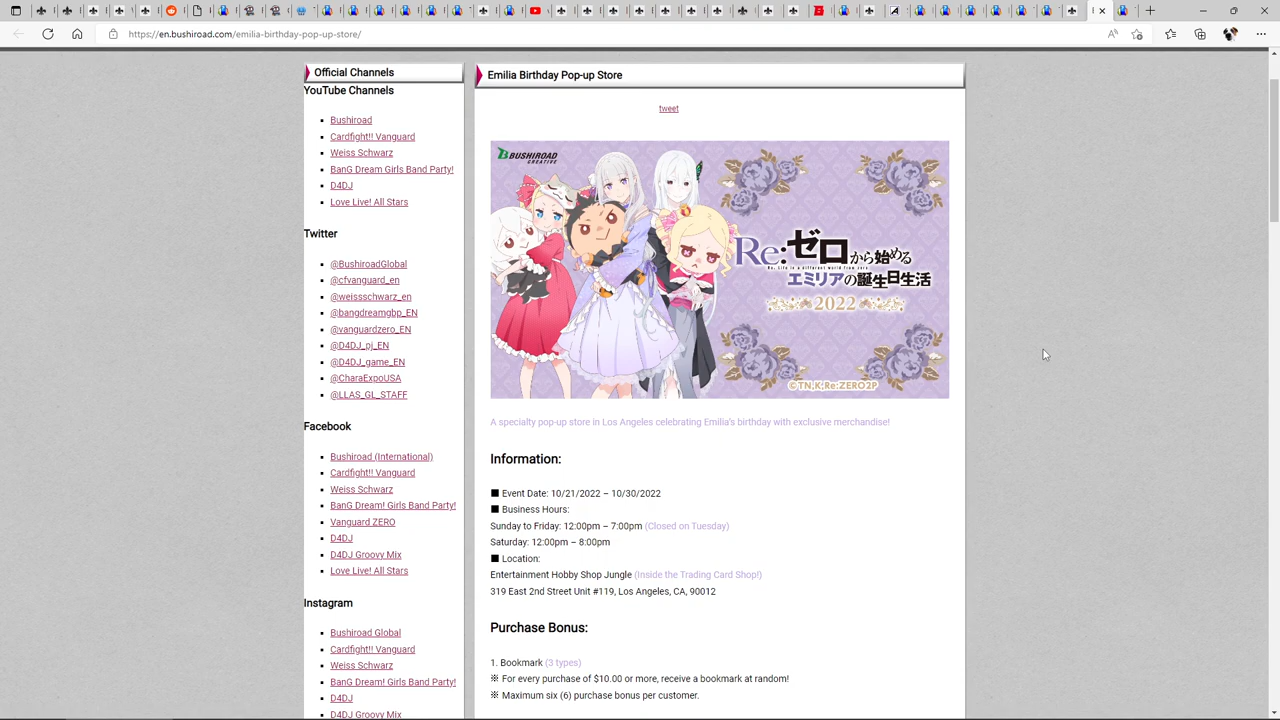 https://en.bushiroad.com/emilia-birthday-pop-up-store/
Official Channels
YouTube Channels
Bushiroad
Cardfight!! Vanguard
Weiss Schwarz
BanG Dream Girls Band Party!
D4DJ
Love Live! All Stars
Twitter
@BushiroadGlobal
@cfvanguard_en
@weissschwarz_en
@bangdreamgbp_EN
@vanguardzero_EN
@D4DJ_pj_EN
@D4DJ_game_EN
@CharaExpoUSA
@LLAS_GL_STAFF
Facebook
Bushiroad (International)
Cardfight!! Vanguard
Weiss Schwarz
BanG Dream! Girls Band Party!
Vanguard ZERO
D4DJ
D4DJ Groovy Mix
Love Live! All Stars
Instagram
Bushiroad Global
Cardfight!! Vanguard
Weiss Schwarz
BanG Dream! Girls Band Party!
D4DJ
D4DJ Groovy Mix
Emilia Birthday Pop-up Store
tweet
BUSHIROAD
CREATIVE
Re:ゼロから始める
Re: Life in a different world from zero
エミリアの誕生日生活
2022
©TN,K,Re:ZERO2P
A specialty pop-up store in Los Angeles celebrating Emilia's birthday with exclusive merchandise!
Information:
■ Event Date: 10/21/2022 – 10/30/2022
■ Business Hours:
Sunday to Friday: 12:00pm – 7:00pm (Closed on Tuesday)
Saturday: 12:00pm – 8:00pm
■ Location:
Entertainment Hobby Shop Jungle (Inside the Trading Card Shop!)
319 East 2nd Street Unit #119, Los Angeles, CA, 90012
Purchase Bonus:
1. Bookmark (3 types)
※ For every purchase of $10.00 or more, receive a bookmark at random!
※ Maximum six (6) purchase bonus per customer.